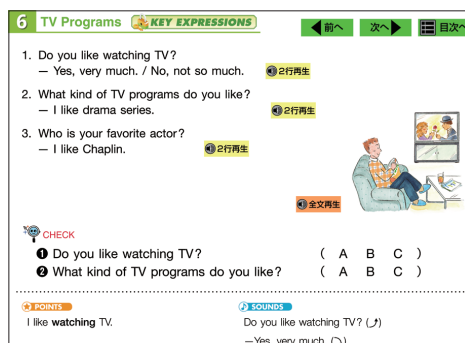 6 TV Programs KEY EXPRESSIONS
前へ 次へ 目次へ
1. Do you like watching TV?
— Yes, very much. / No, not so much. 2行再生
2. What kind of TV programs do you like?
— I like drama series. 2行再生
3. Who is your favorite actor?
— I like Chaplin. 2行再生
全文再生
CHECK
❶ Do you like watching TV? ( A B C )
❷ What kind of TV programs do you like? ( A B C )
POINTS
I like watching TV.
SOUNDS
Do you like watching TV? (⤴)
—Yes, very much. (⤵)